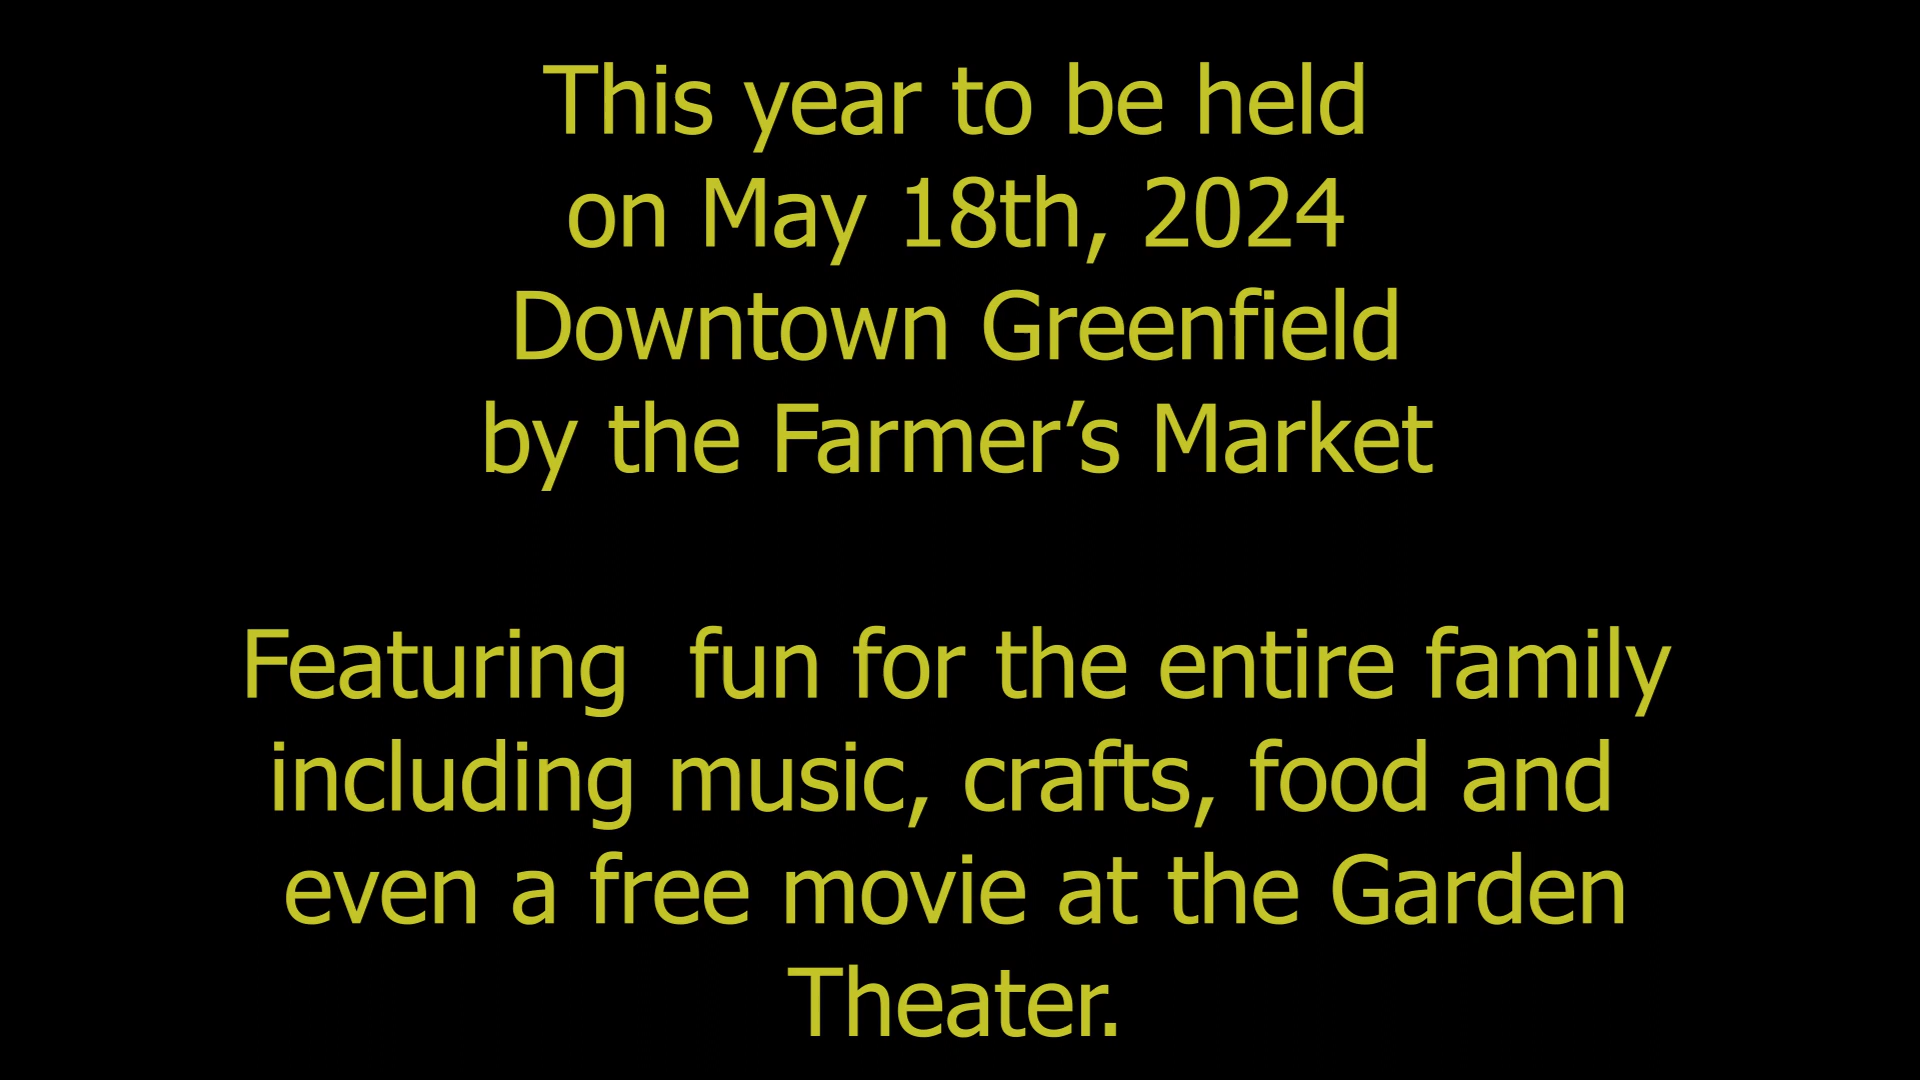 This year to be held
on May 18th, 2024
Downtown Greenfield
by the Farmer’s Market
Featuring  fun for the entire family
including music, crafts, food and
even a free movie at the Garden
Theater.